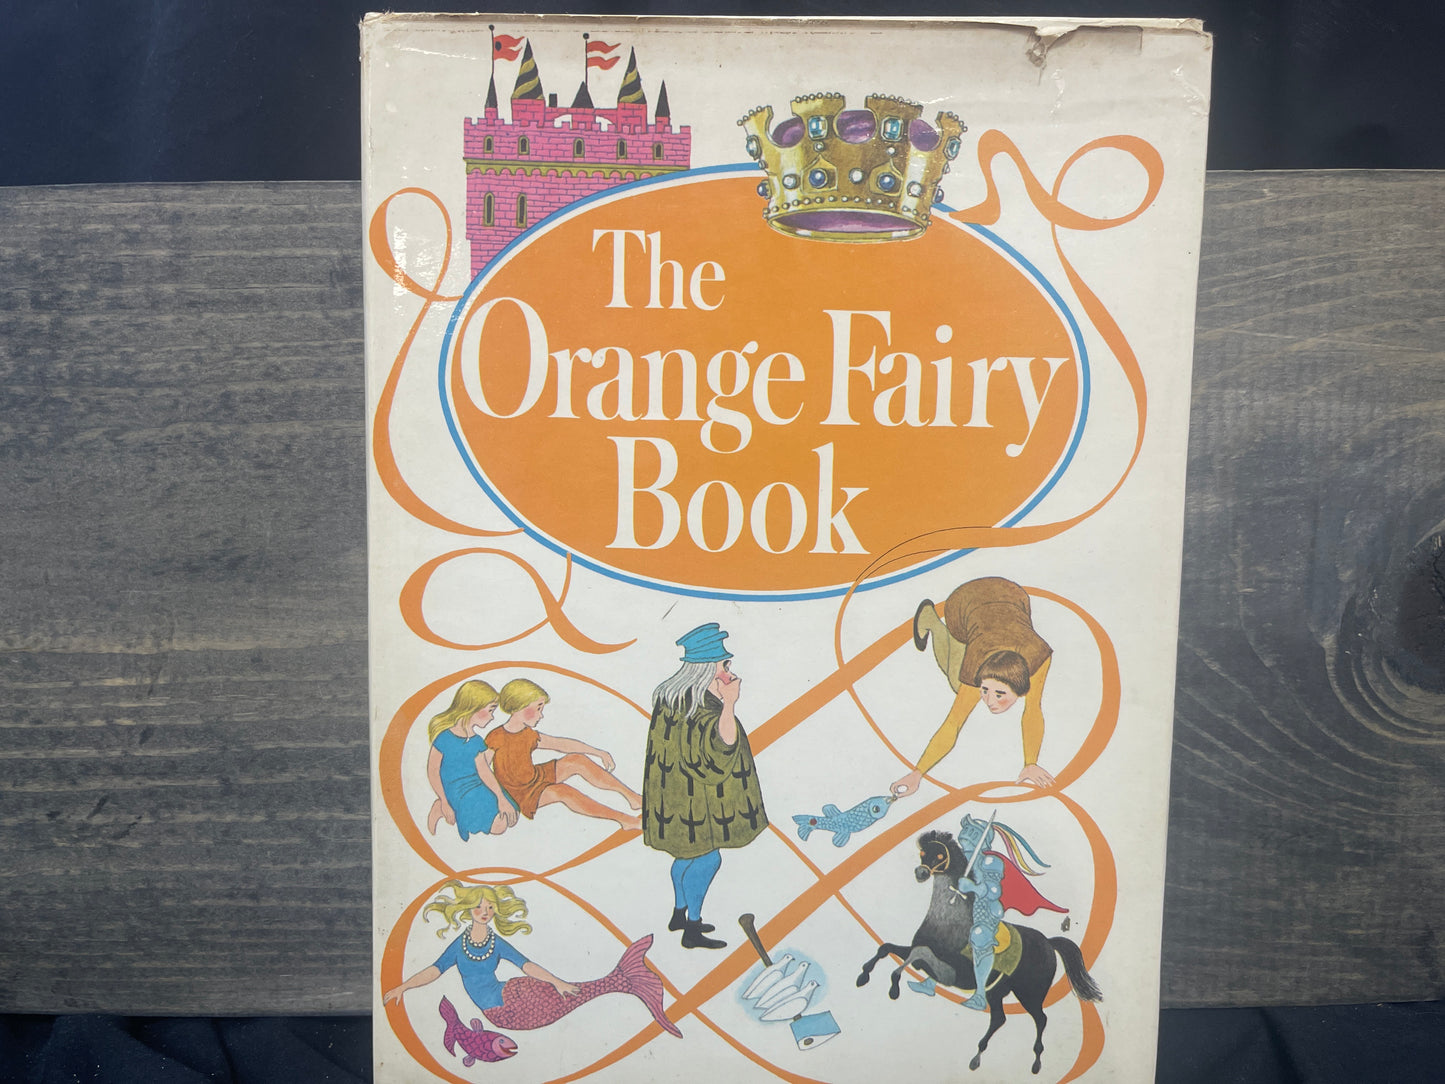 The
Orange Fairy
Book